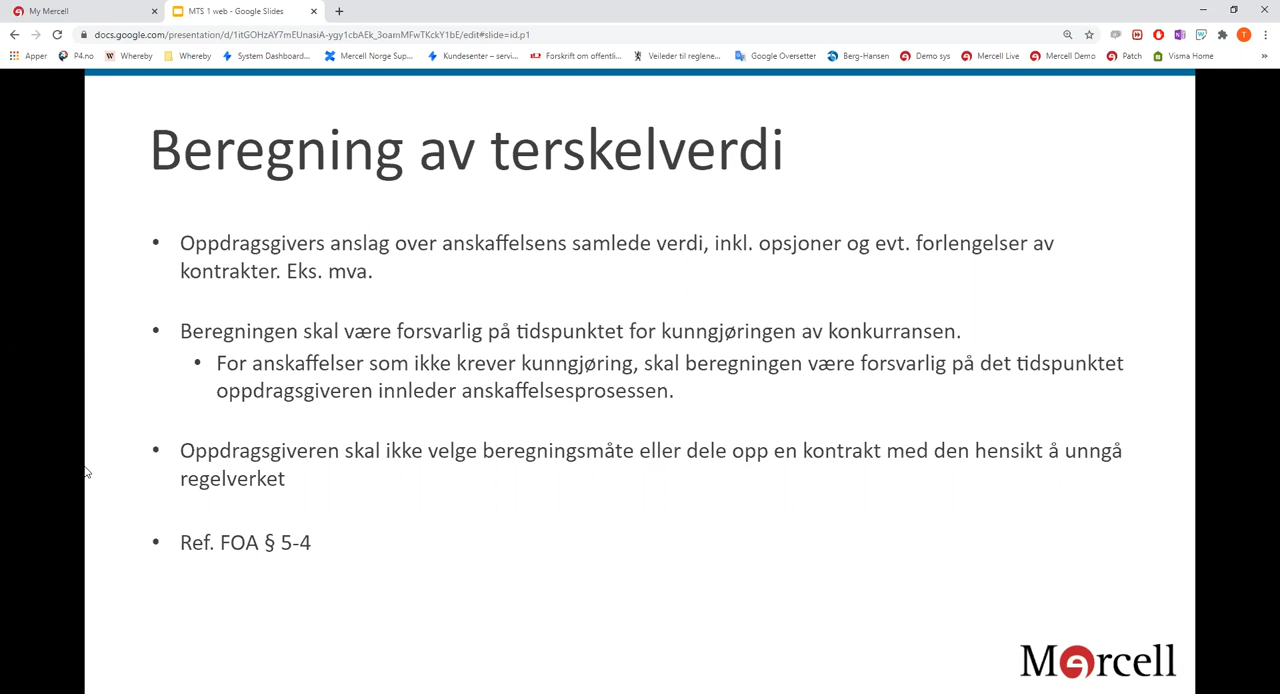 My Mercell
MTS 1 web - Google Slides
docs.google.com/presentation/d/1itGOHzAY7mEUnasiA-ygy1cbAEk_3oamMFwTKckY1bE/edit#slide=id.p1
Apper P4.no Whereby Whereby System Dashboard... Mercell Norge Sup... Kundesenter – servi... Forskrift om offentli... Veileder til reglene... Google Oversetter Berg-Hansen Demo sys Mercell Live Mercell Demo Patch Visma Home »
Beregning av terskelverdi
• Oppdragsgivers anslag over anskaffelsens samlede verdi, inkl. opsjoner og evt. forlengelser av
kontrakter. Eks. mva.
• Beregningen skal være forsvarlig på tidspunktet for kunngjøringen av konkurransen.
• For anskaffelser som ikke krever kunngjøring, skal beregningen være forsvarlig på det tidspunktet
oppdragsgiveren innleder anskaffelsesprosessen.
• Oppdragsgiveren skal ikke velge beregningsmåte eller dele opp en kontrakt med den hensikt å unngå
regelverket
• Ref. FOA § 5-4
Mercell